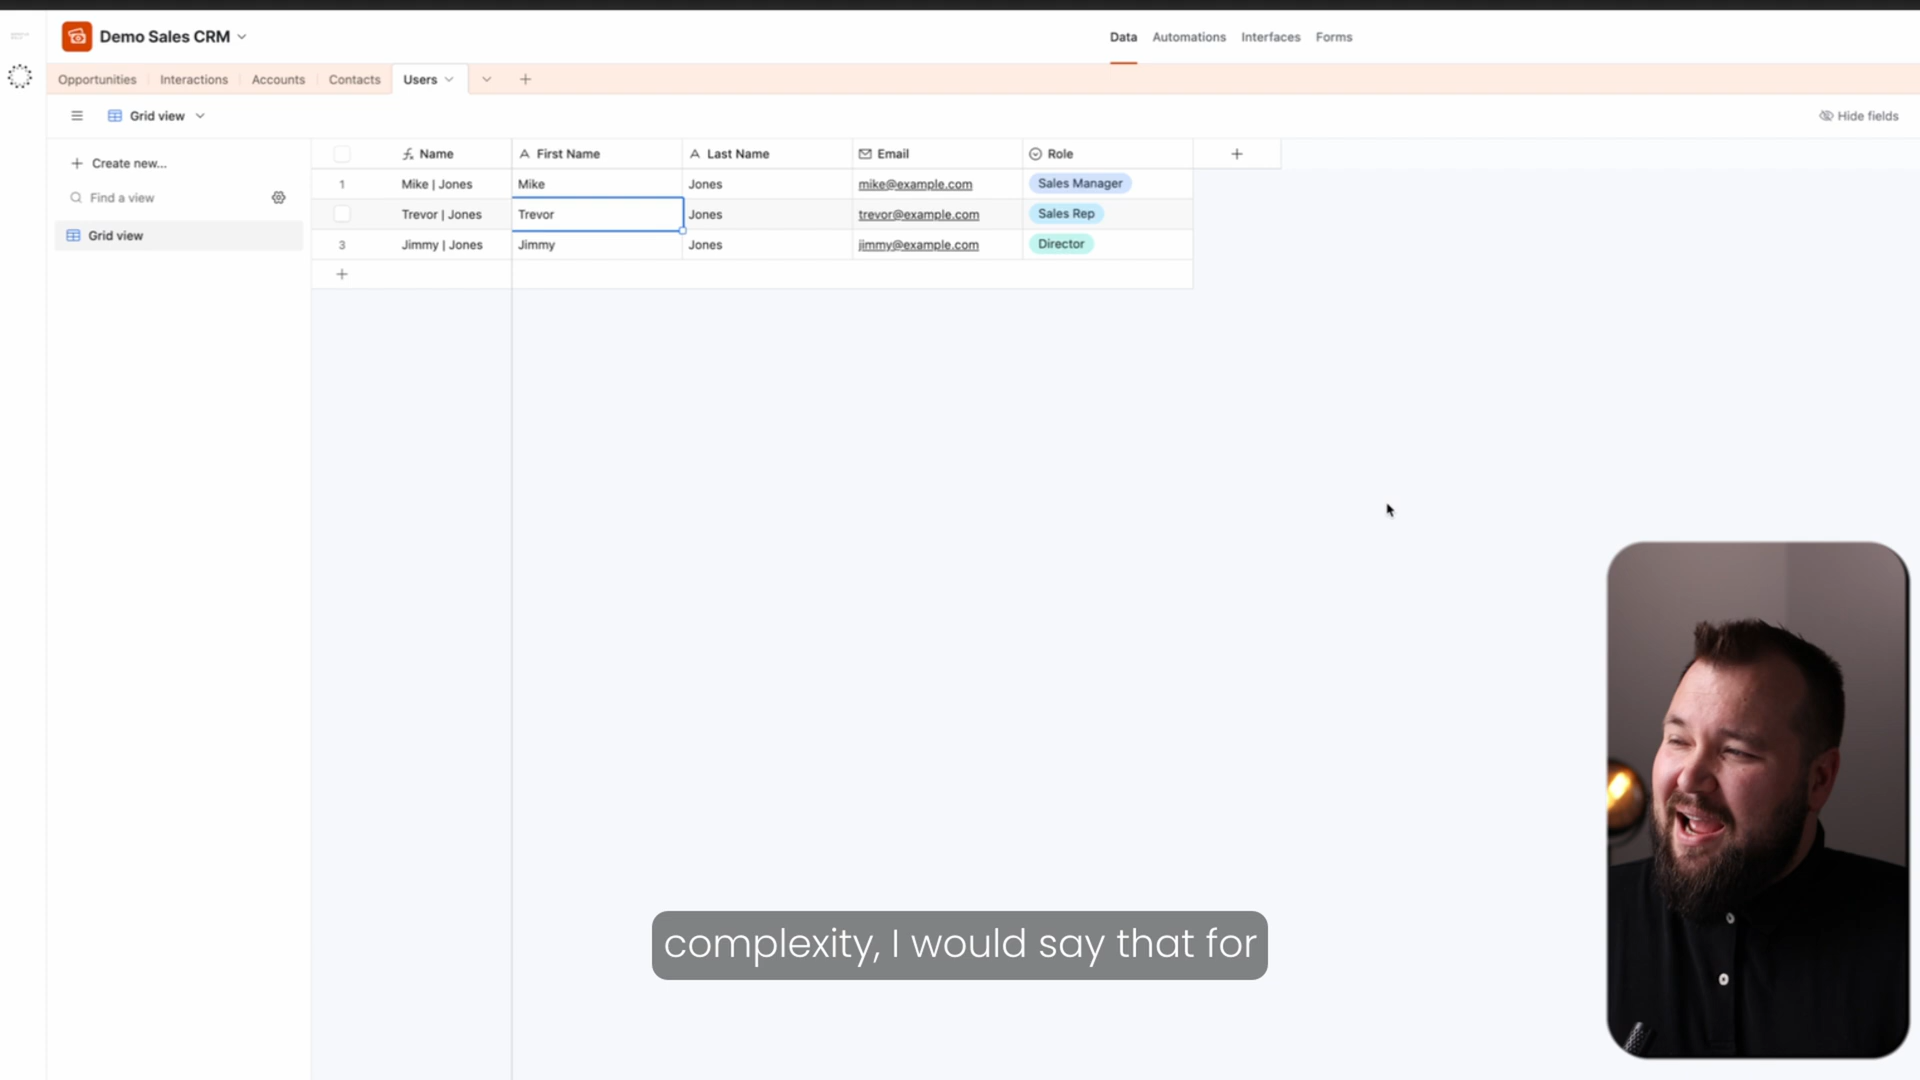 Demo Sales CRM
Data Automations Interfaces Forms
Opportunities Interactions Accounts Contacts Users
Grid view
Hide fields
Create new...
Find a view
Grid view
Name First Name Last Name Email Role
1 Mike | Jones Mike Jones mike@example.com Sales Manager
Trevor | Jones Trevor Jones trevor@example.com Sales Rep
3 Jimmy | Jones Jimmy Jones jimmy@example.com Director
complexity, I would say that for